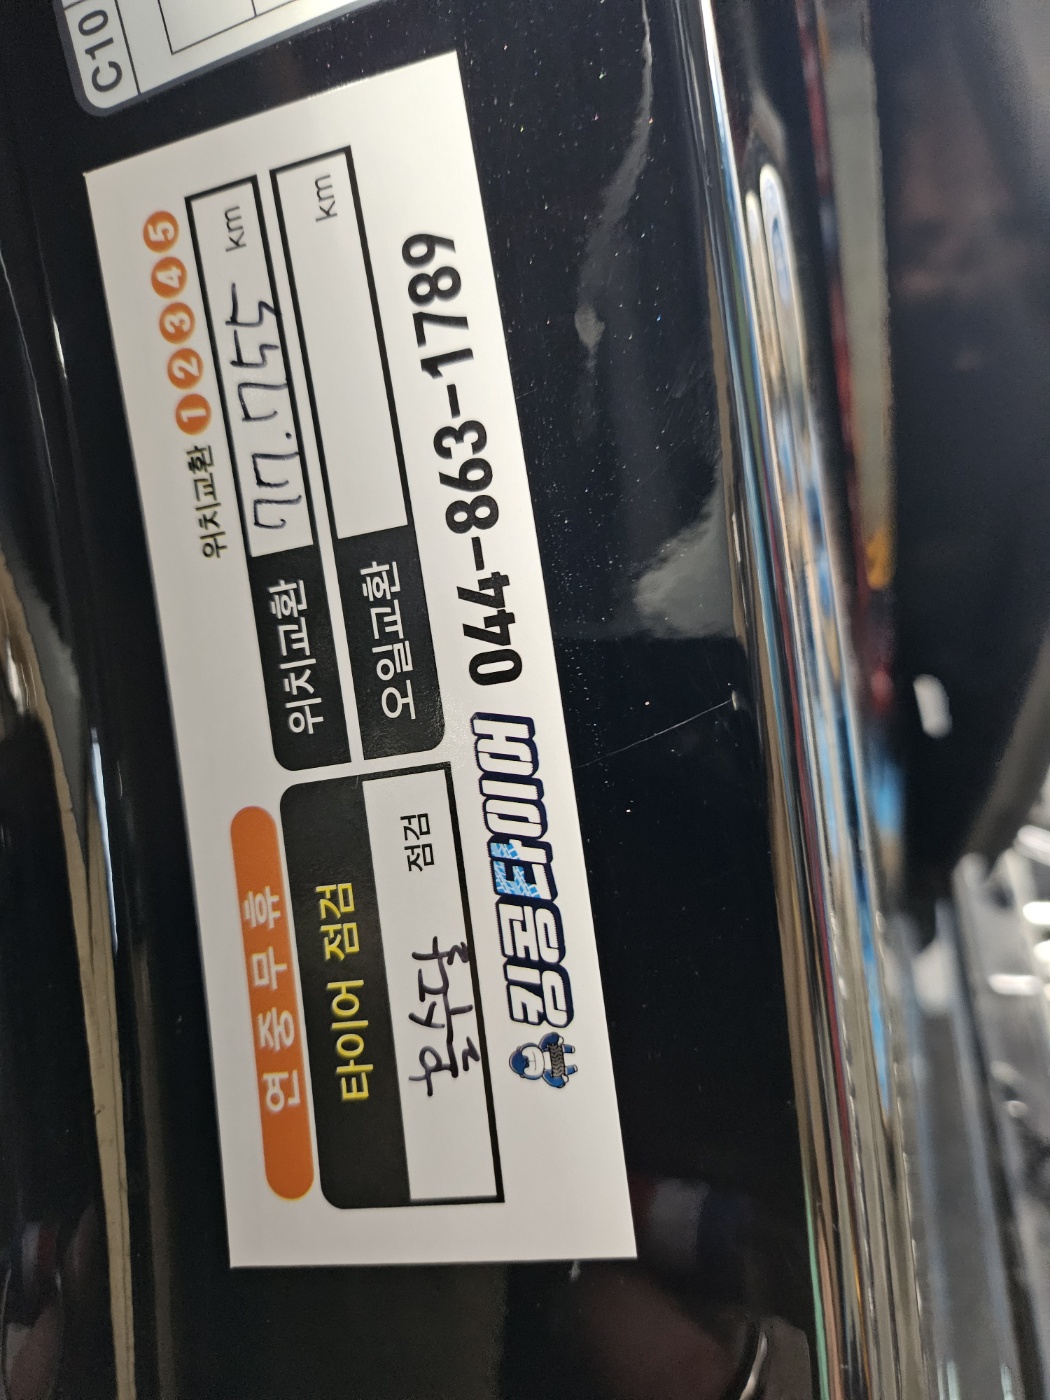 C10
연중무휴
위치교환 ① ② ③ ④ ⑤
타이어 점검
점검
위치교환 77.755 km
오일교환 km
킹콩타이어 044-863-1789